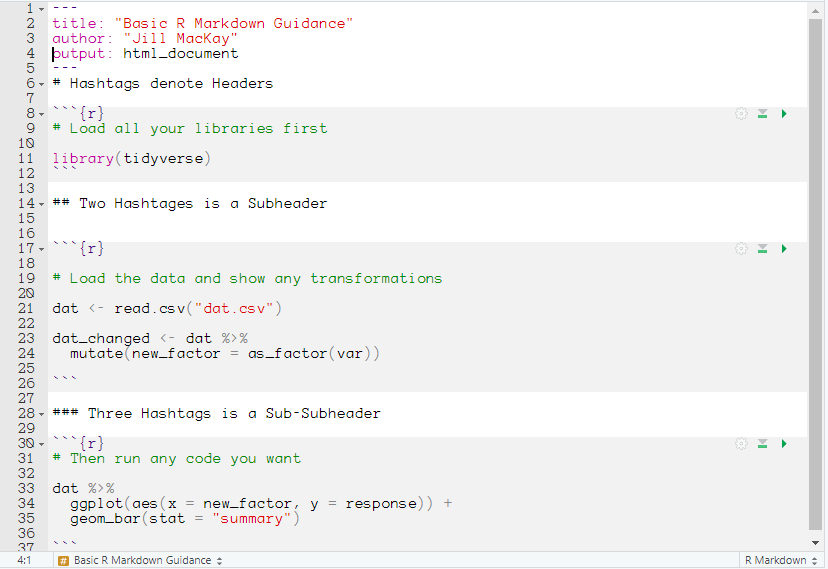 1 ---
2 title: "Basic R Markdown Guidance"
3 author: "Jill MacKay"
4 output: html_document
5 ---
6 # Hashtags denote Headers
7
8 ```{r}
9 # Load all your libraries first
10
11 library(tidyverse)
12 ```
13
14 ## Two Hashtages is a Subheader
15
16
17 ```{r}
18
19 # Load the data and show any transformations
20
21 dat <- read.csv("dat.csv")
22
23 dat_changed <- dat %>%
24   mutate(new_factor = as_factor(var))
25
26 ```
27
28 ### Three Hashtags is a Sub-Subheader
29
30 ```{r}
31 # Then run any code you want
32
33 dat %>%
34   ggplot(aes(x = new_factor, y = response)) +
35   geom_bar(stat = "summary")
36
37 ```
4:1 # Basic R Markdown Guidance R Markdown